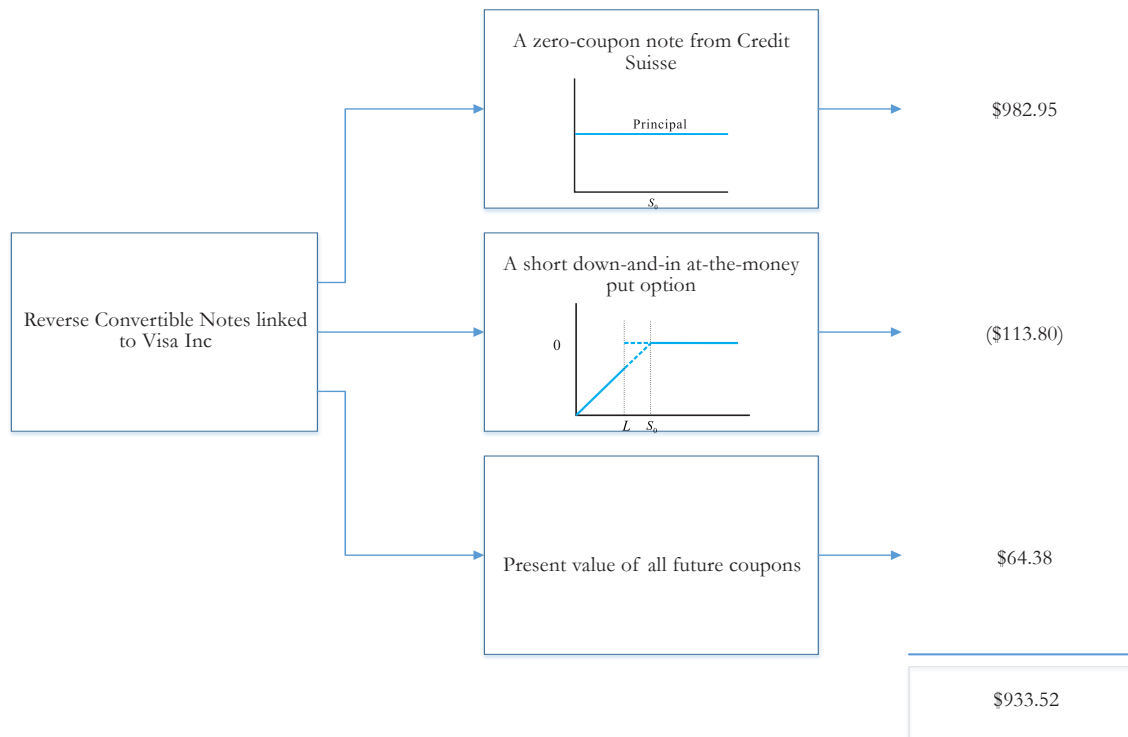 A zero-coupon note from Credit
Suisse
Principal
S0
$982.95
Reverse Convertible Notes linked
to Visa Inc
A short down-and-in at-the-money
put option
0
L S0
($113.80)
Present value of all future coupons
$64.38
$933.52